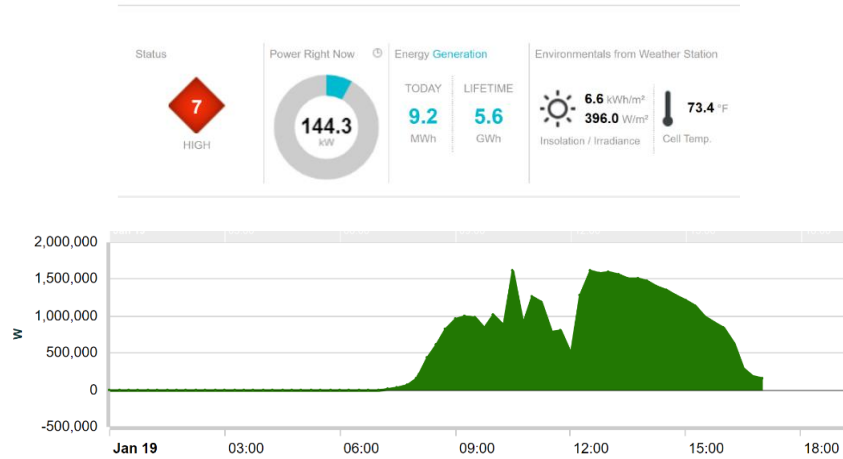 Status
Power Right Now
Energy Generation
Environmentals from Weather Station
7
HIGH
144.3
kW
TODAY
9.2
MWh
LIFETIME
5.6
GWh
6.6 kWh/m²
396.0 W/m²
Insolation / Irradiance
73.4 °F
Cell Temp.
2,000,000
1,500,000
1,000,000
500,000
0
-500,000
W
Jan 19
03:00
06:00
09:00
12:00
15:00
18:00